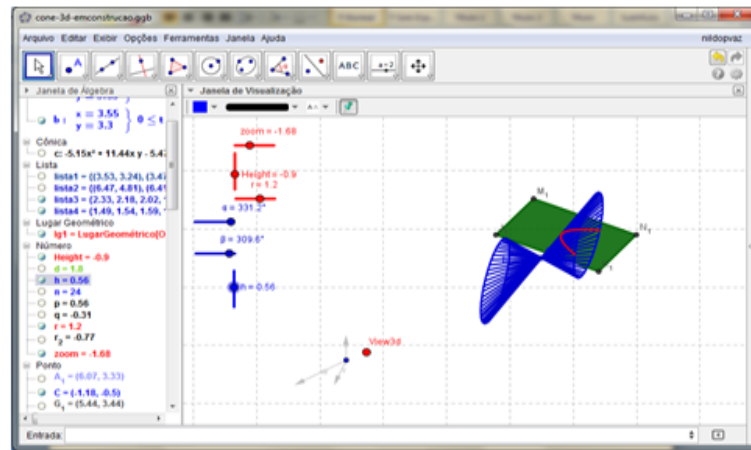 cone-3d-emconstrucao.ggb
Arquivo Editar Exibir Opções Ferramentas Janela Ajuda
nildopvaz
ABC
a=2
Janela de Álgebra
Janela de Visualização
b: x = 3.55
y = 3.3
0 ≤ t
Cônica
c: -5.15x² + 11.44x y - 5.47
Lista
lista1 = ((3.53, 3.24), (3.47
lista2 = ((6.47, 4.81), (6.41
lista3 = (2.33, 2.18, 2.02,
lista4 = (1.49, 1.54, 1.59,
Lugar Geométrico
lg1 = LugarGeométrico[O
Número
Height = -0.9
d = 1.8
h = 0.56
n = 24
p = 0.56
q = -0.31
r = 1.2
r₂ = -0.77
zoom = -1.68
Ponto
A₁ = (6.07, 3.33)
C = (-1.18, -0.5)
G₁ = (5.44, 3.44)
zoom = -1.68
Height = -0.9
r = 1.2
α = 331.2°
β = 309.6°
h = 0.56
M₁
N₁
View3d
Entrada: